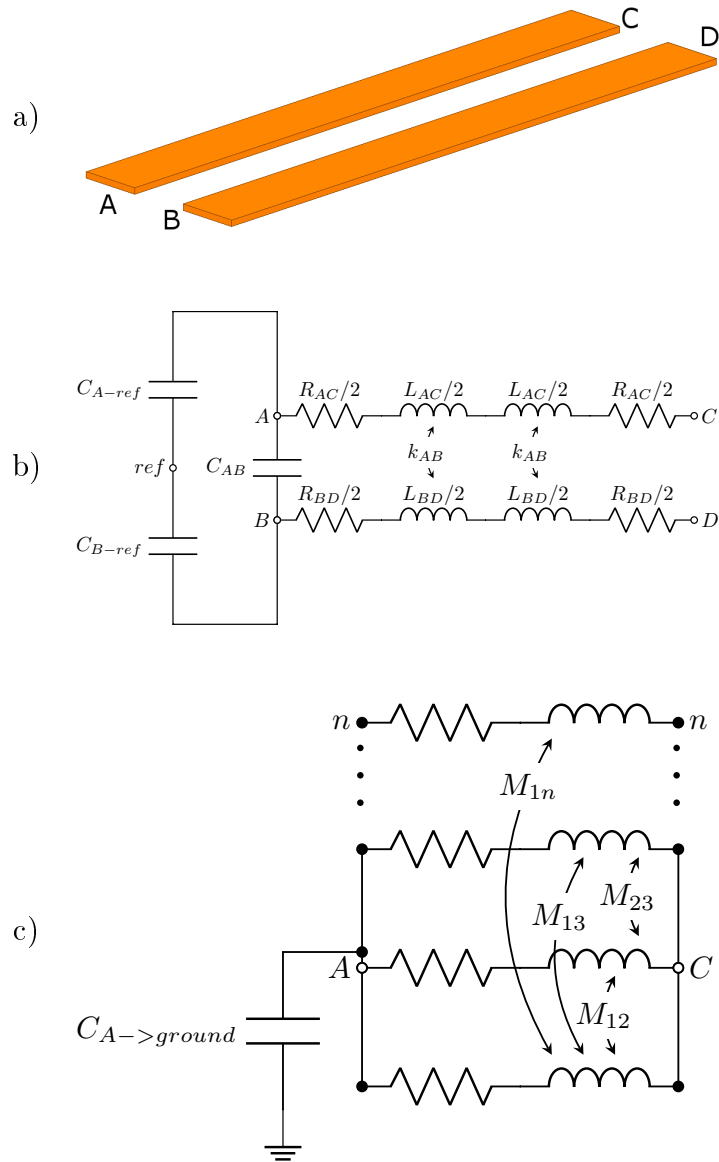 C
D
a)
A
B
C_{A-ref}
R_{AC}/2 L_{AC}/2 L_{AC}/2 R_{AC}/2
A C
b)
ref C_{AB} k_{AB} k_{AB}
R_{BD}/2 L_{BD}/2 L_{BD}/2 R_{BD}/2
B D
C_{B-ref}
n n
M_{1n}
M_{23}
M_{13}
c)
A C
M_{12}
C_{A->ground}